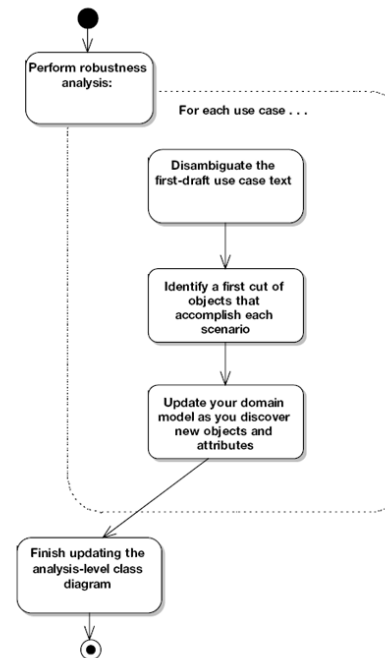 Perform robustness
analysis:
For each use case . . .
Disambiguate the
first-draft use case text
Identify a first cut of
objects that
accomplish each
scenario
Update your domain
model as you discover
new objects and
attributes
Finish updating the
analysis-level class
diagram